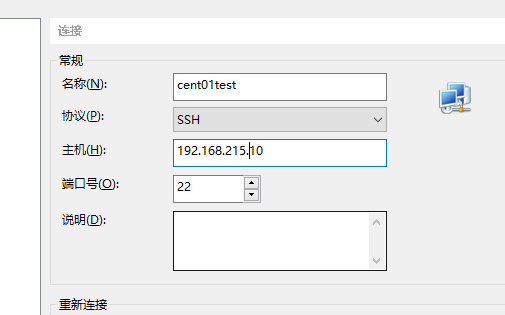 连接
常规
名称(N): cent01test
协议(P): SSH
主机(H): 192.168.215.10
端口号(O): 22
说明(D):
重新连接